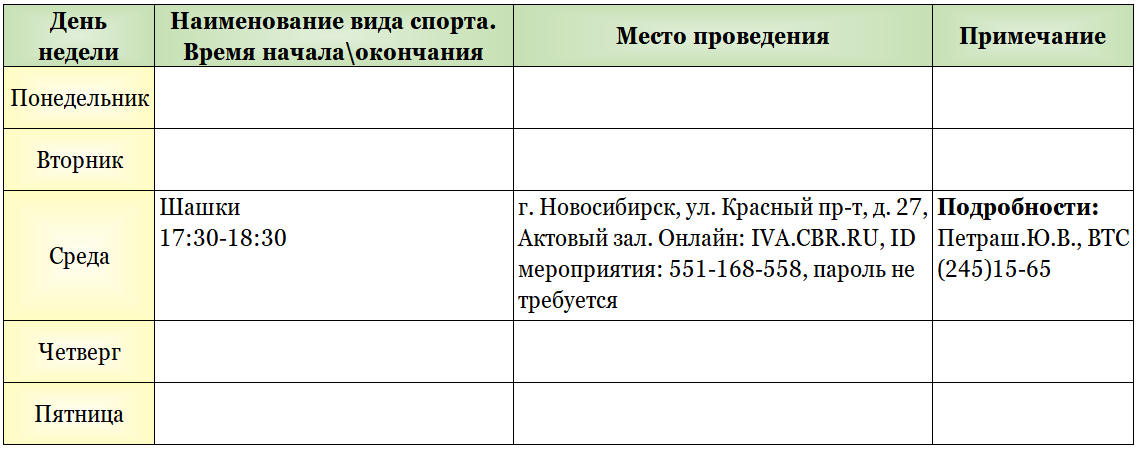 День недели
Наименование вида спорта.
Время начала\окончания
Место проведения
Примечание
Понедельник
Вторник
Среда
Шашки
17:30-18:30
г. Новосибирск, ул. Красный пр-т, д. 27,
Актовый зал. Онлайн: IVA.CBR.RU, ID
мероприятия: 551-168-558, пароль не
требуется
Подробности:
Петраш.Ю.В., ВТС
(245)15-65
Четверг
Пятница